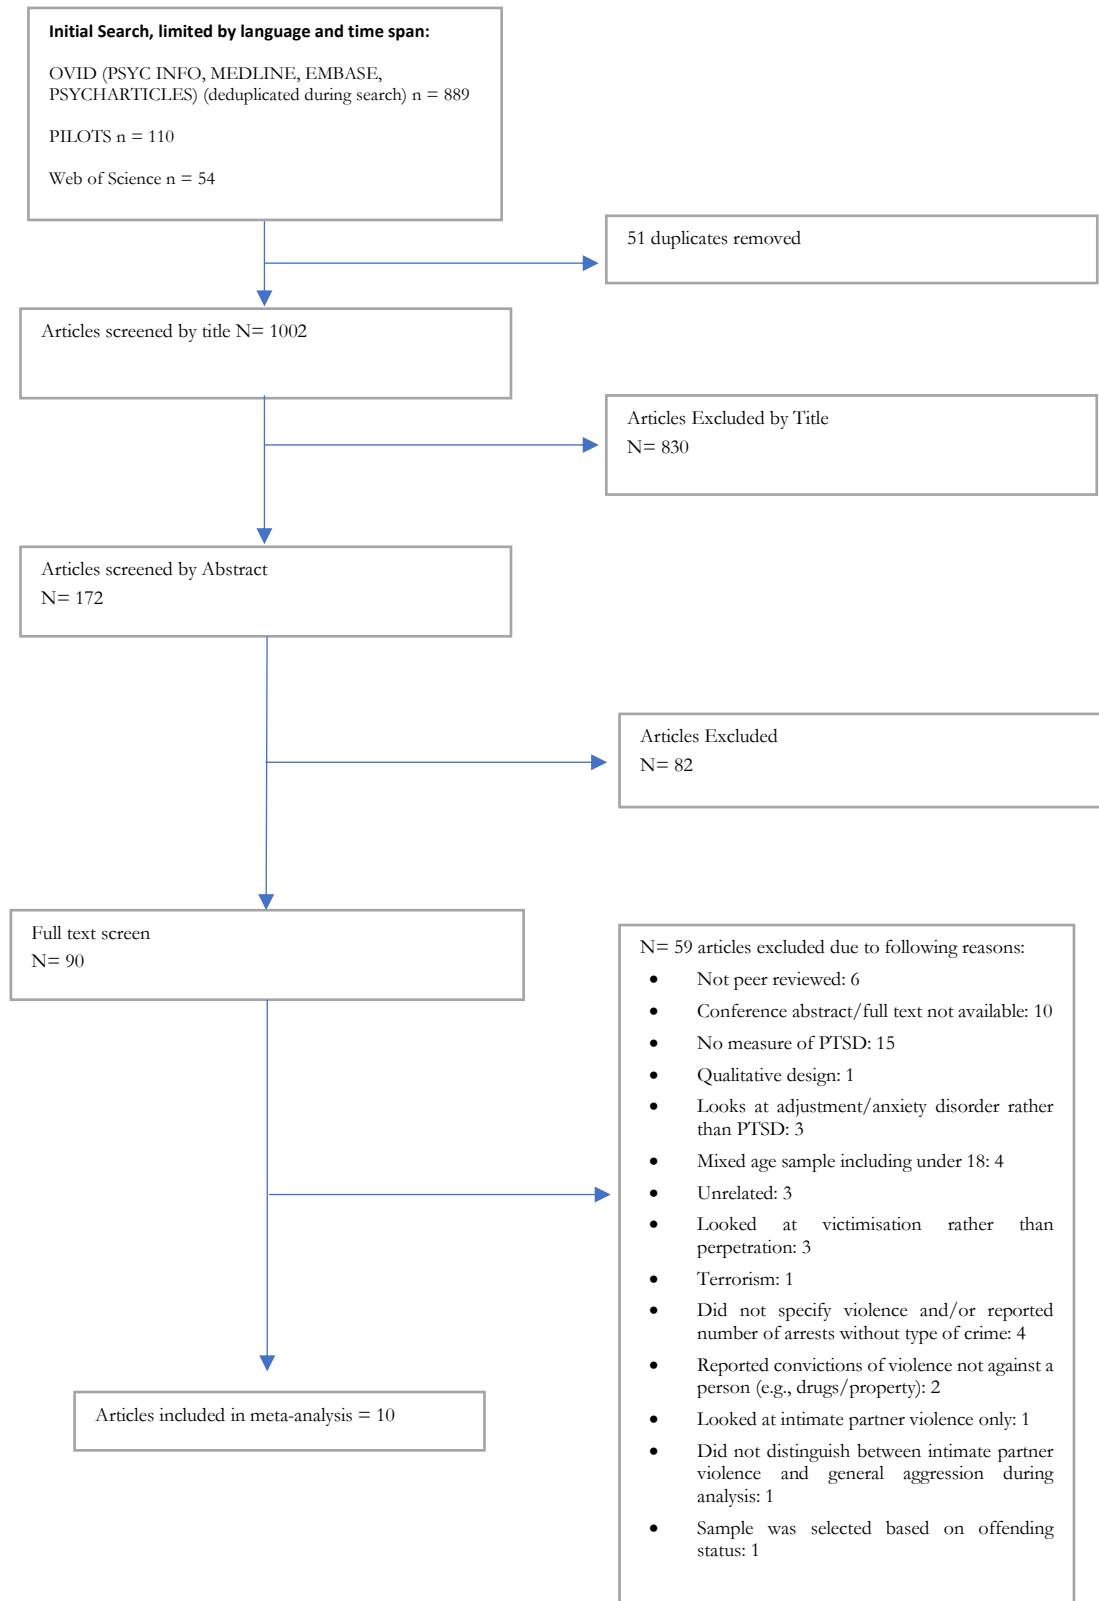 Initial Search, limited by language and time span:
OVID (PSYC INFO, MEDLINE, EMBASE,
PSYCHARTICLES) (deduplicated during search) n = 889
PILOTS n = 110
Web of Science n = 54
51 duplicates removed
Articles screened by title N= 1002
Articles Excluded by Title
N= 830
Articles screened by Abstract
N= 172
Articles Excluded
N= 82
Full text screen
N= 90
N= 59 articles excluded due to following reasons:
• Not peer reviewed: 6
• Conference abstract/full text not available: 10
• No measure of PTSD: 15
• Qualitative design: 1
• Looks at adjustment/anxiety disorder rather
than PTSD: 3
• Mixed age sample including under 18: 4
• Unrelated: 3
• Looked at victimisation rather than
perpetration: 3
• Terrorism: 1
• Did not specify violence and/or reported
number of arrests without type of crime: 4
• Reported convictions of violence not against a
person (e.g., drugs/property): 2
• Looked at intimate partner violence only: 1
• Did not distinguish between intimate partner
violence and general aggression during
analysis: 1
• Sample was selected based on offending
status: 1
Articles included in meta-analysis = 10